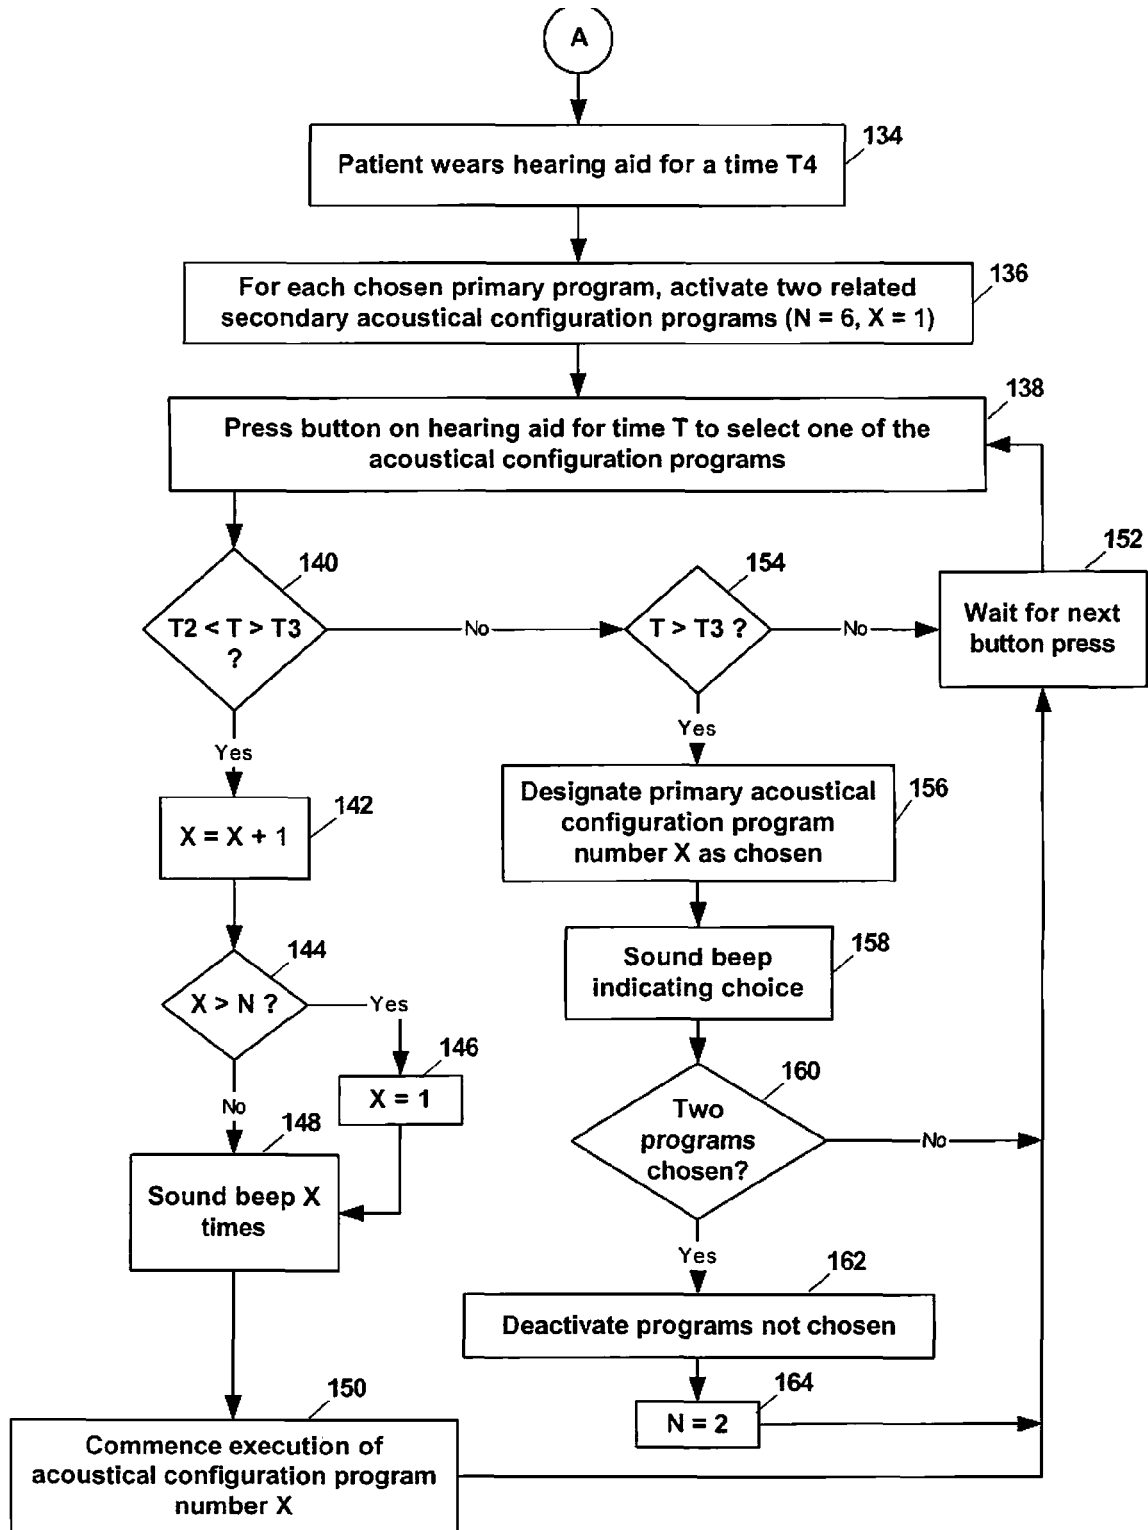 A
134
Patient wears hearing aid for a time T4
136
For each chosen primary program, activate two related
secondary acoustical configuration programs (N = 6, X = 1)
138
Press button on hearing aid for time T to select one of the
acoustical configuration programs
140
T2 < T > T3
?
No
154
T > T3 ?
No
152
Wait for next
button press
Yes
Yes
142
X = X + 1
156
Designate primary acoustical
configuration program
number X as chosen
144
X > N ?
Yes
158
Sound beep
indicating choice
146
X = 1
No
160
Two
programs
chosen?
No
148
Sound beep X
times
Yes
162
Deactivate programs not chosen
164
N = 2
150
Commence execution of
acoustical configuration program
number X